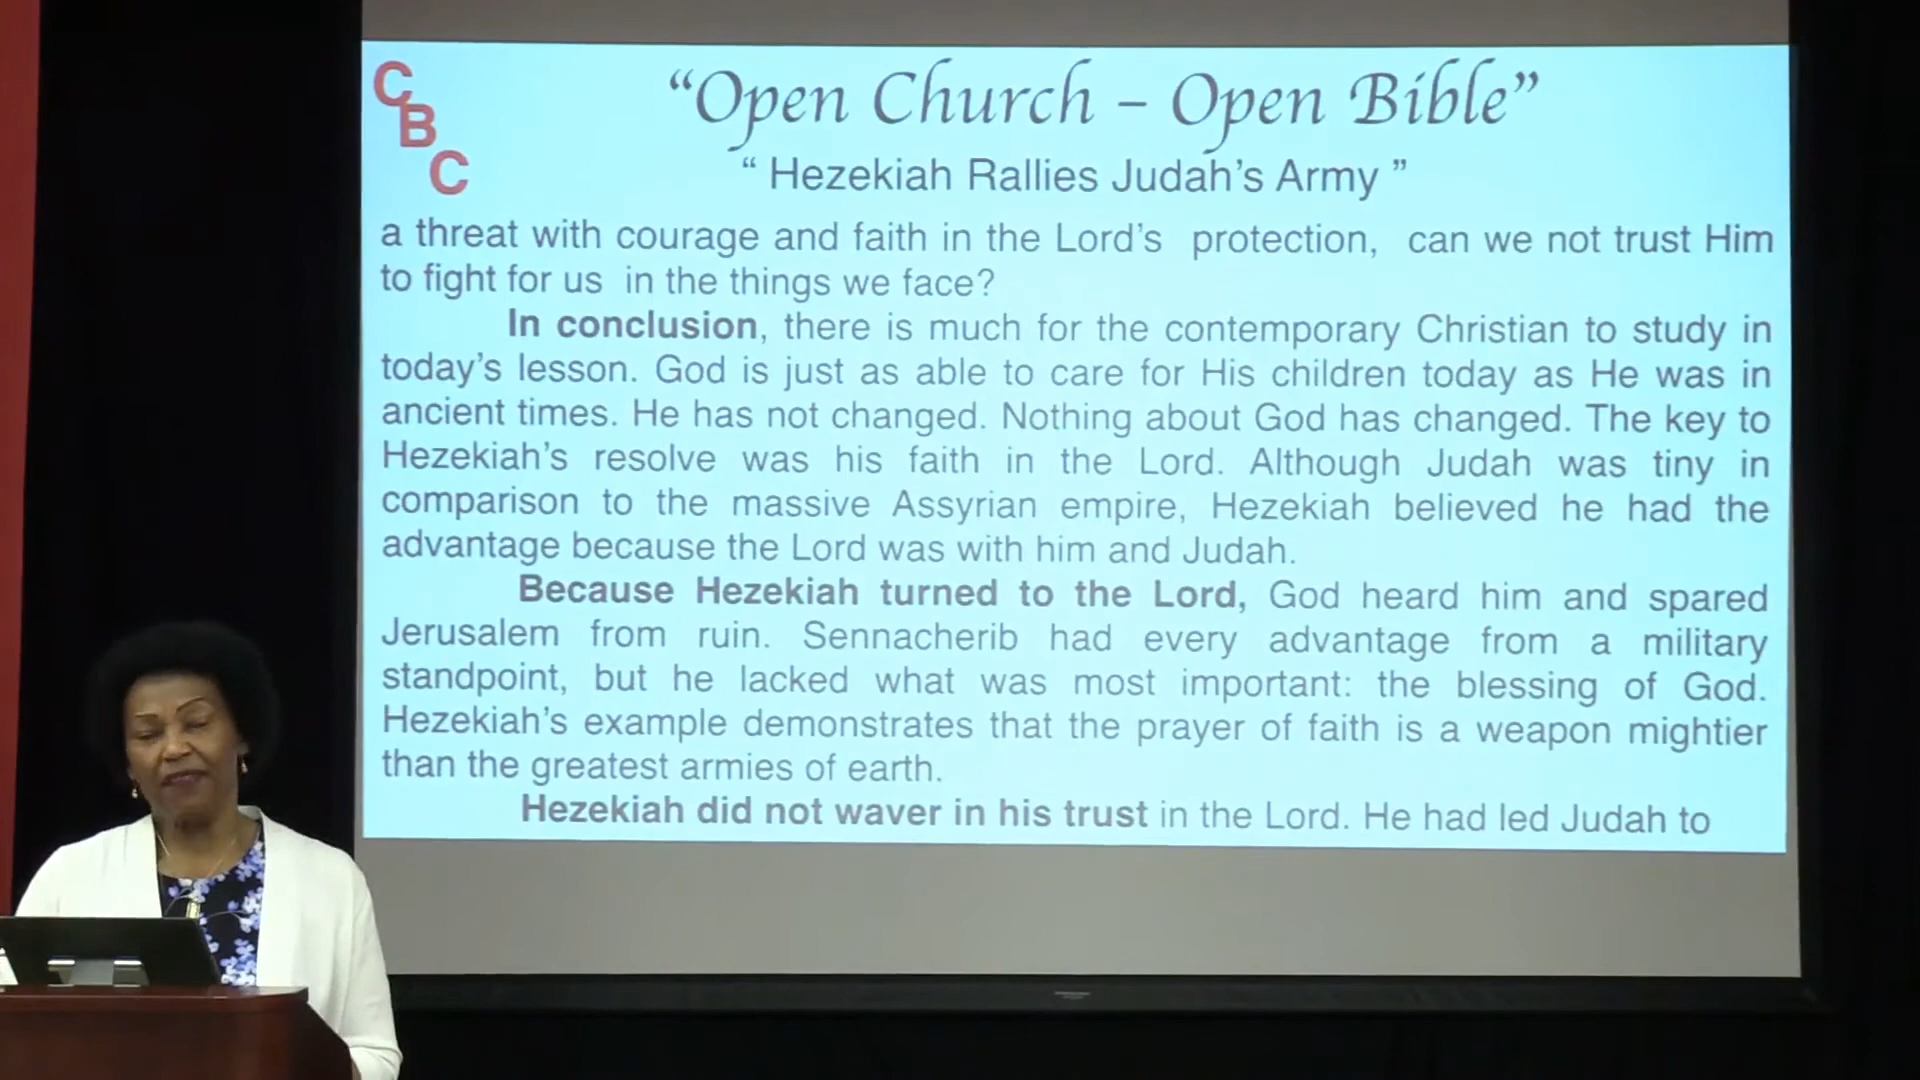 C
B
C
“Open Church – Open Bible”
“ Hezekiah Rallies Judah’s Army ”
a threat with courage and faith in the Lord’s protection, can we not trust Him
to fight for us in the things we face?
In conclusion, there is much for the contemporary Christian to study in
today’s lesson. God is just as able to care for His children today as He was in
ancient times. He has not changed. Nothing about God has changed. The key to
Hezekiah’s resolve was his faith in the Lord. Although Judah was tiny in
comparison to the massive Assyrian empire, Hezekiah believed he had the
advantage because the Lord was with him and Judah.
Because Hezekiah turned to the Lord, God heard him and spared
Jerusalem from ruin. Sennacherib had every advantage from a military
standpoint, but he lacked what was most important: the blessing of God.
Hezekiah’s example demonstrates that the prayer of faith is a weapon mightier
than the greatest armies of earth.
Hezekiah did not waver in his trust in the Lord. He had led Judah to